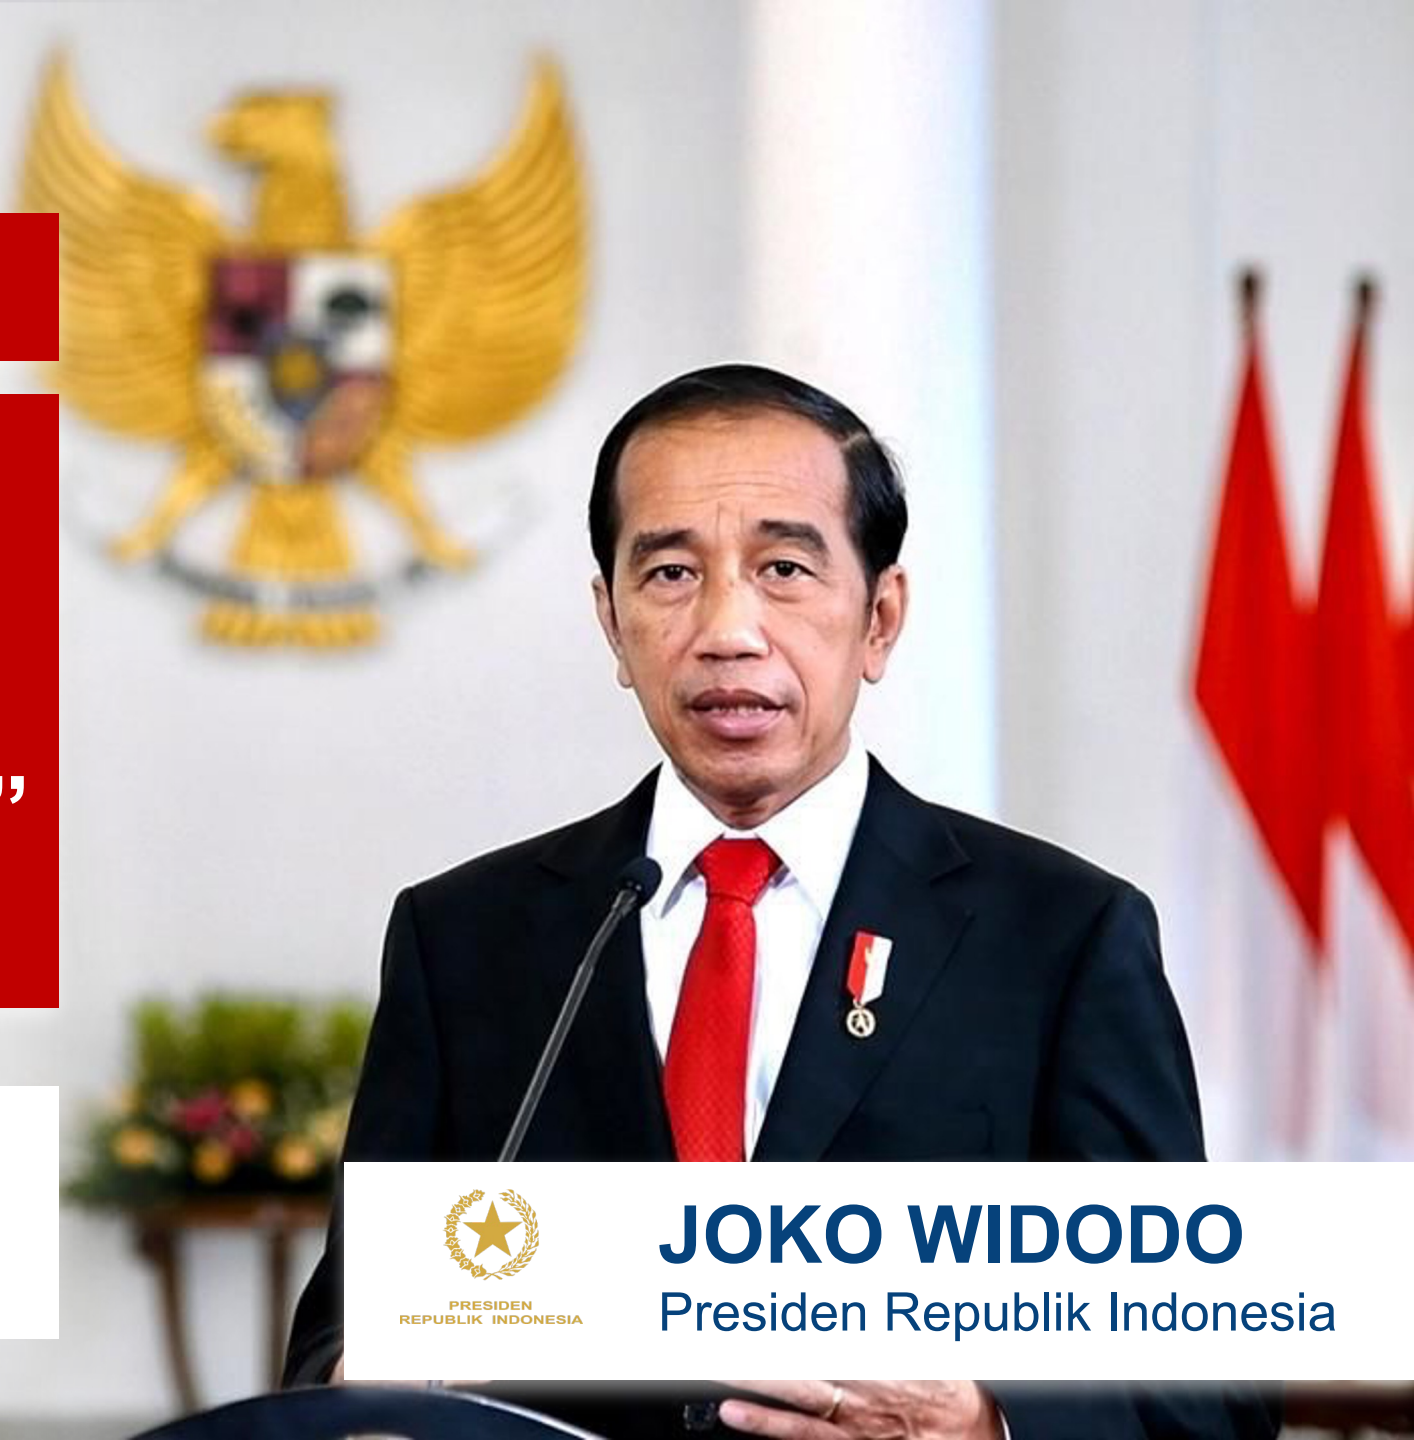 ”
PRESIDEN
REPUBLIK INDONESIA
JOKO WIDODO
Presiden Republik Indonesia